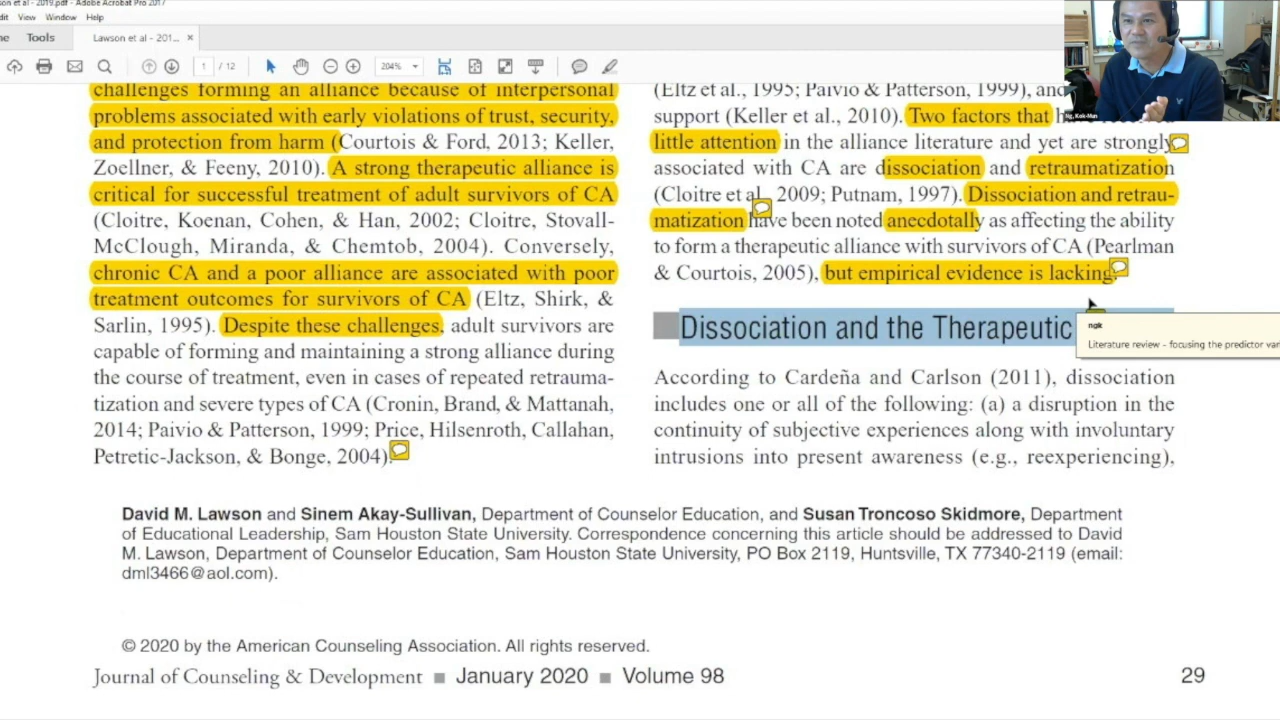 son et al - 2019.pdf - Adobe Acrobat Pro 2017
dit View Window Help
me Tools Lawson et al - 201... ×
1 / 12 204%
challenges forming an alliance because of interpersonal
problems associated with early violations of trust, security,
and protection from harm (Courtois & Ford, 2013; Keller,
Zoellner, & Feeny, 2010). A strong therapeutic alliance is
critical for successful treatment of adult survivors of CA
(Cloitre, Koenan, Cohen, & Han, 2002; Cloitre, Stovall-
McClough, Miranda, & Chemtob, 2004). Conversely,
chronic CA and a poor alliance are associated with poor
treatment outcomes for survivors of CA (Eltz, Shirk, &
Sarlin, 1995). Despite these challenges, adult survivors are
capable of forming and maintaining a strong alliance during
the course of treatment, even in cases of repeated retrauma-
tization and severe types of CA (Cronin, Brand, & Mattanah,
2014; Paivio & Patterson, 1999; Price, Hilsenroth, Callahan,
Petretic-Jackson, & Bonge, 2004).
(Eltz et al., 1995; Paivio & Patterson, 1999), and
support (Keller et al., 2010). Two factors that
little attention in the alliance literature and yet are strongly
associated with CA are dissociation and retraumatization
(Cloitre et al., 2009; Putnam, 1997). Dissociation and retrau-
matization have been noted anecdotally as affecting the ability
to form a therapeutic alliance with survivors of CA (Pearlman
& Courtois, 2005), but empirical evidence is lacking.
Dissociation and the Therapeutic
ngk
Literature review - focusing the predictor var
According to Cardeña and Carlson (2011), dissociation
includes one or all of the following: (a) a disruption in the
continuity of subjective experiences along with involuntary
intrusions into present awareness (e.g., reexperiencing),
Ng, Kok-Mun
David M. Lawson and Sinem Akay-Sullivan, Department of Counselor Education, and Susan Troncoso Skidmore, Department
of Educational Leadership, Sam Houston State University. Correspondence concerning this article should be addressed to David
M. Lawson, Department of Counselor Education, Sam Houston State University, PO Box 2119, Huntsville, TX 77340-2119 (email:
dml3466@aol.com).
© 2020 by the American Counseling Association. All rights reserved.
Journal of Counseling & Development ■ January 2020 ■ Volume 98 29